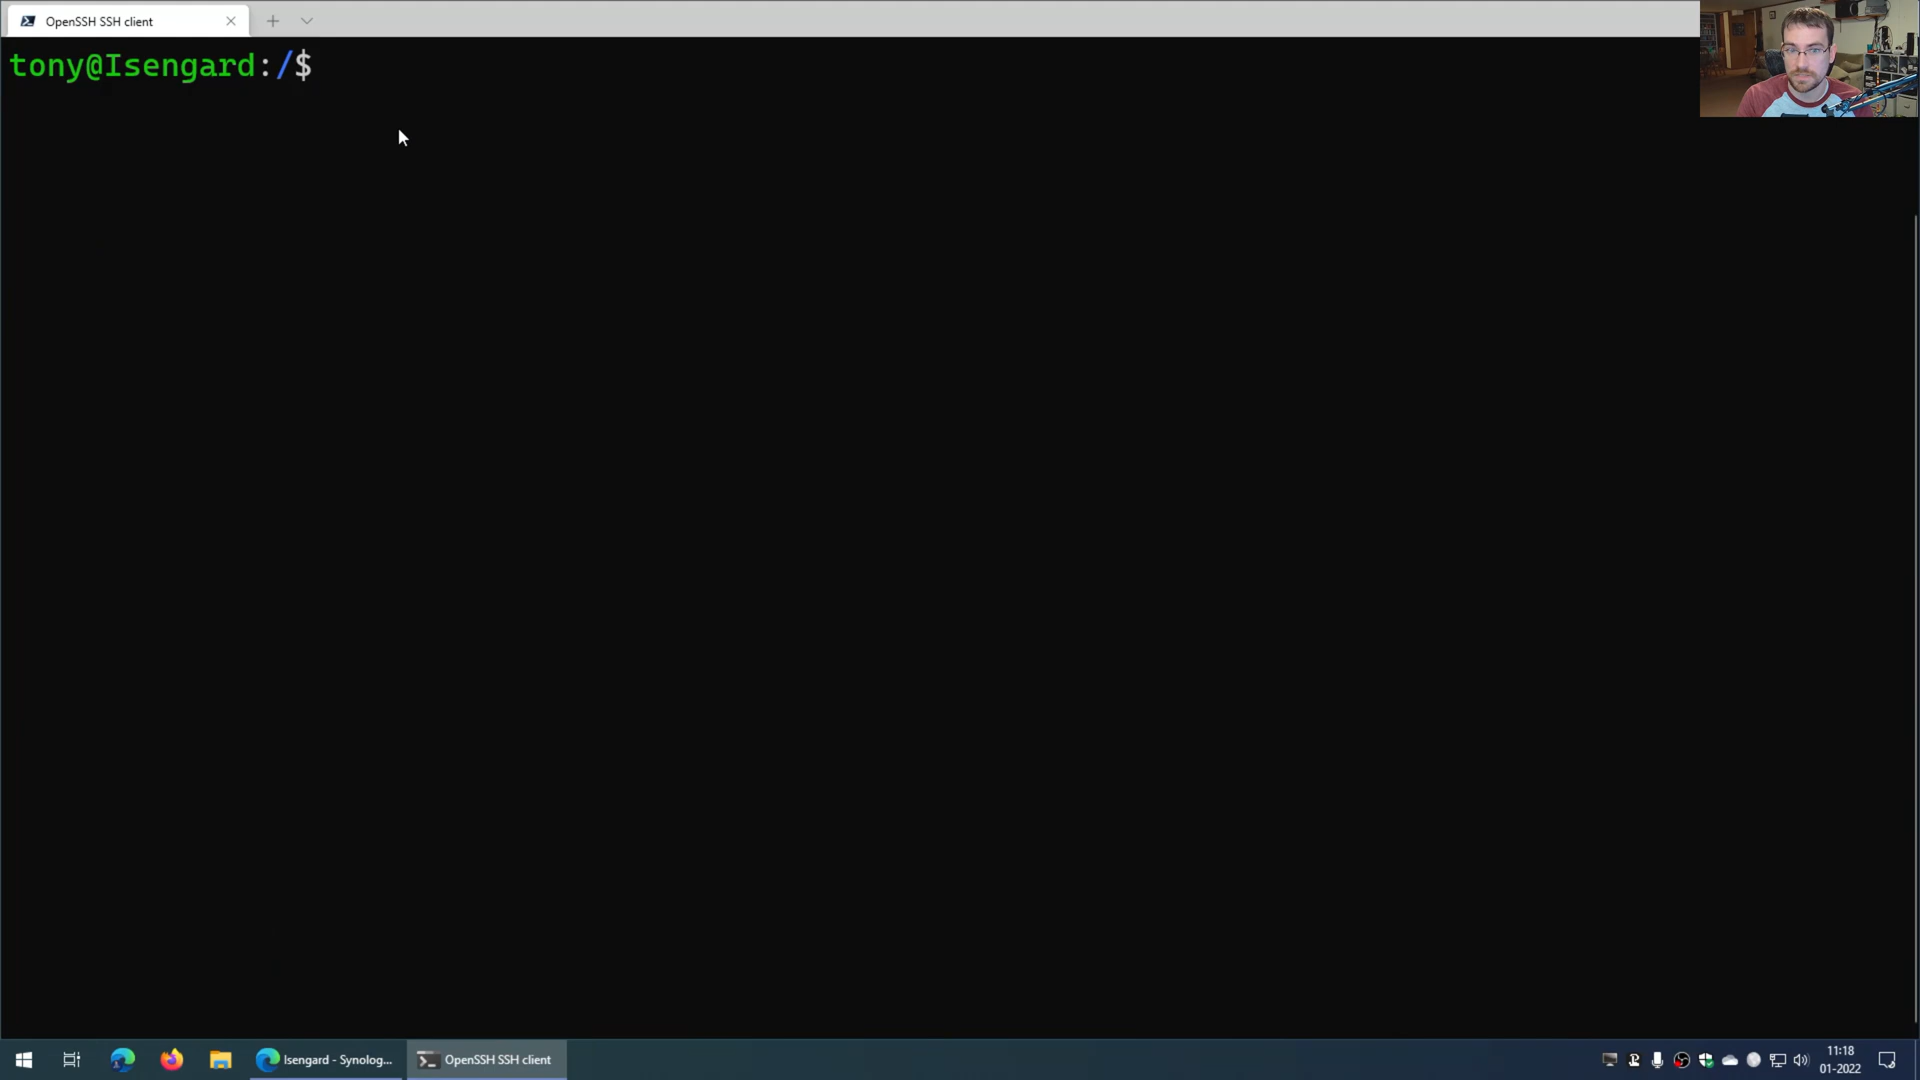 OpenSSH SSH client
tony@Isengard:/$
Isengard - Synolog...
OpenSSH SSH client
11:18
01-2022